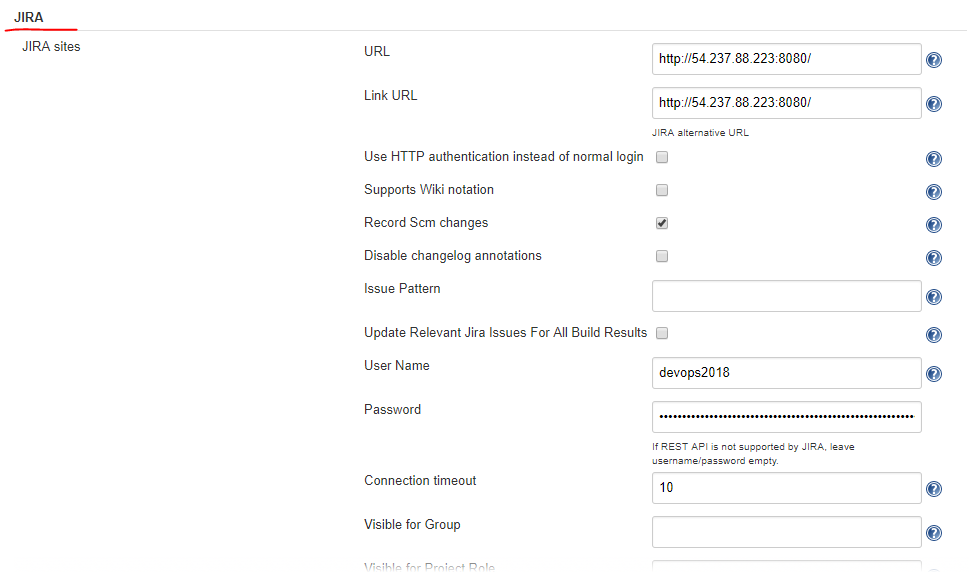 JIRA
JIRA sites
URL
http://54.237.88.223:8080/
Link URL
http://54.237.88.223:8080/
JIRA alternative URL
Use HTTP authentication instead of normal login
Supports Wiki notation
Record Scm changes
Disable changelog annotations
Issue Pattern
Update Relevant Jira Issues For All Build Results
User Name
devops2018
Password
If REST API is not supported by JIRA, leave
username/password empty.
Connection timeout
10
Visible for Group
Visible for Project Role